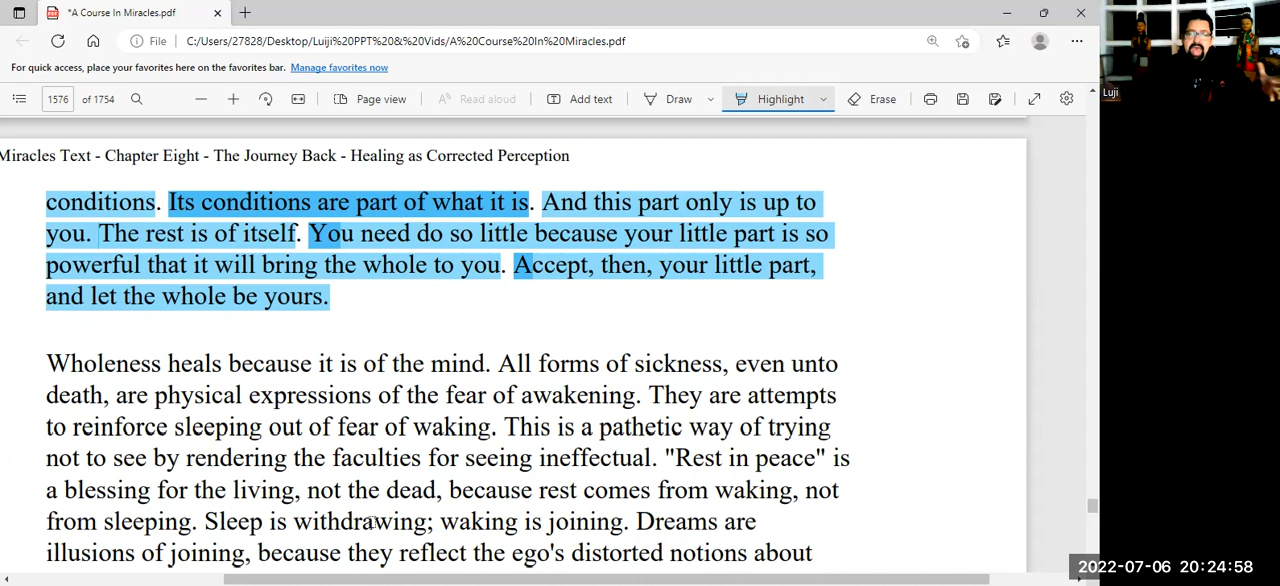 *A Course In Miracles.pdf
File
C:/Users/27828/Desktop/Luiji%20PPT%20&%20Vids/A%20Course%20In%20Miracles.pdf
For quick access, place your favorites here on the favorites bar. Manage favorites now
1576 of 1754
Page view
Read aloud
Add text
Draw
Highlight
Erase
Luji
Miracles Text - Chapter Eight - The Journey Back - Healing as Corrected Perception
conditions. Its conditions are part of what it is. And this part only is up to
you. The rest is of itself. You need do so little because your little part is so
powerful that it will bring the whole to you. Accept, then, your little part,
and let the whole be yours.
Wholeness heals because it is of the mind. All forms of sickness, even unto
death, are physical expressions of the fear of awakening. They are attempts
to reinforce sleeping out of fear of waking. This is a pathetic way of trying
not to see by rendering the faculties for seeing ineffectual. "Rest in peace" is
a blessing for the living, not the dead, because rest comes from waking, not
from sleeping. Sleep is withdrawing; waking is joining. Dreams are
illusions of joining, because they reflect the ego's distorted notions about
2022-07-06 20:24:58